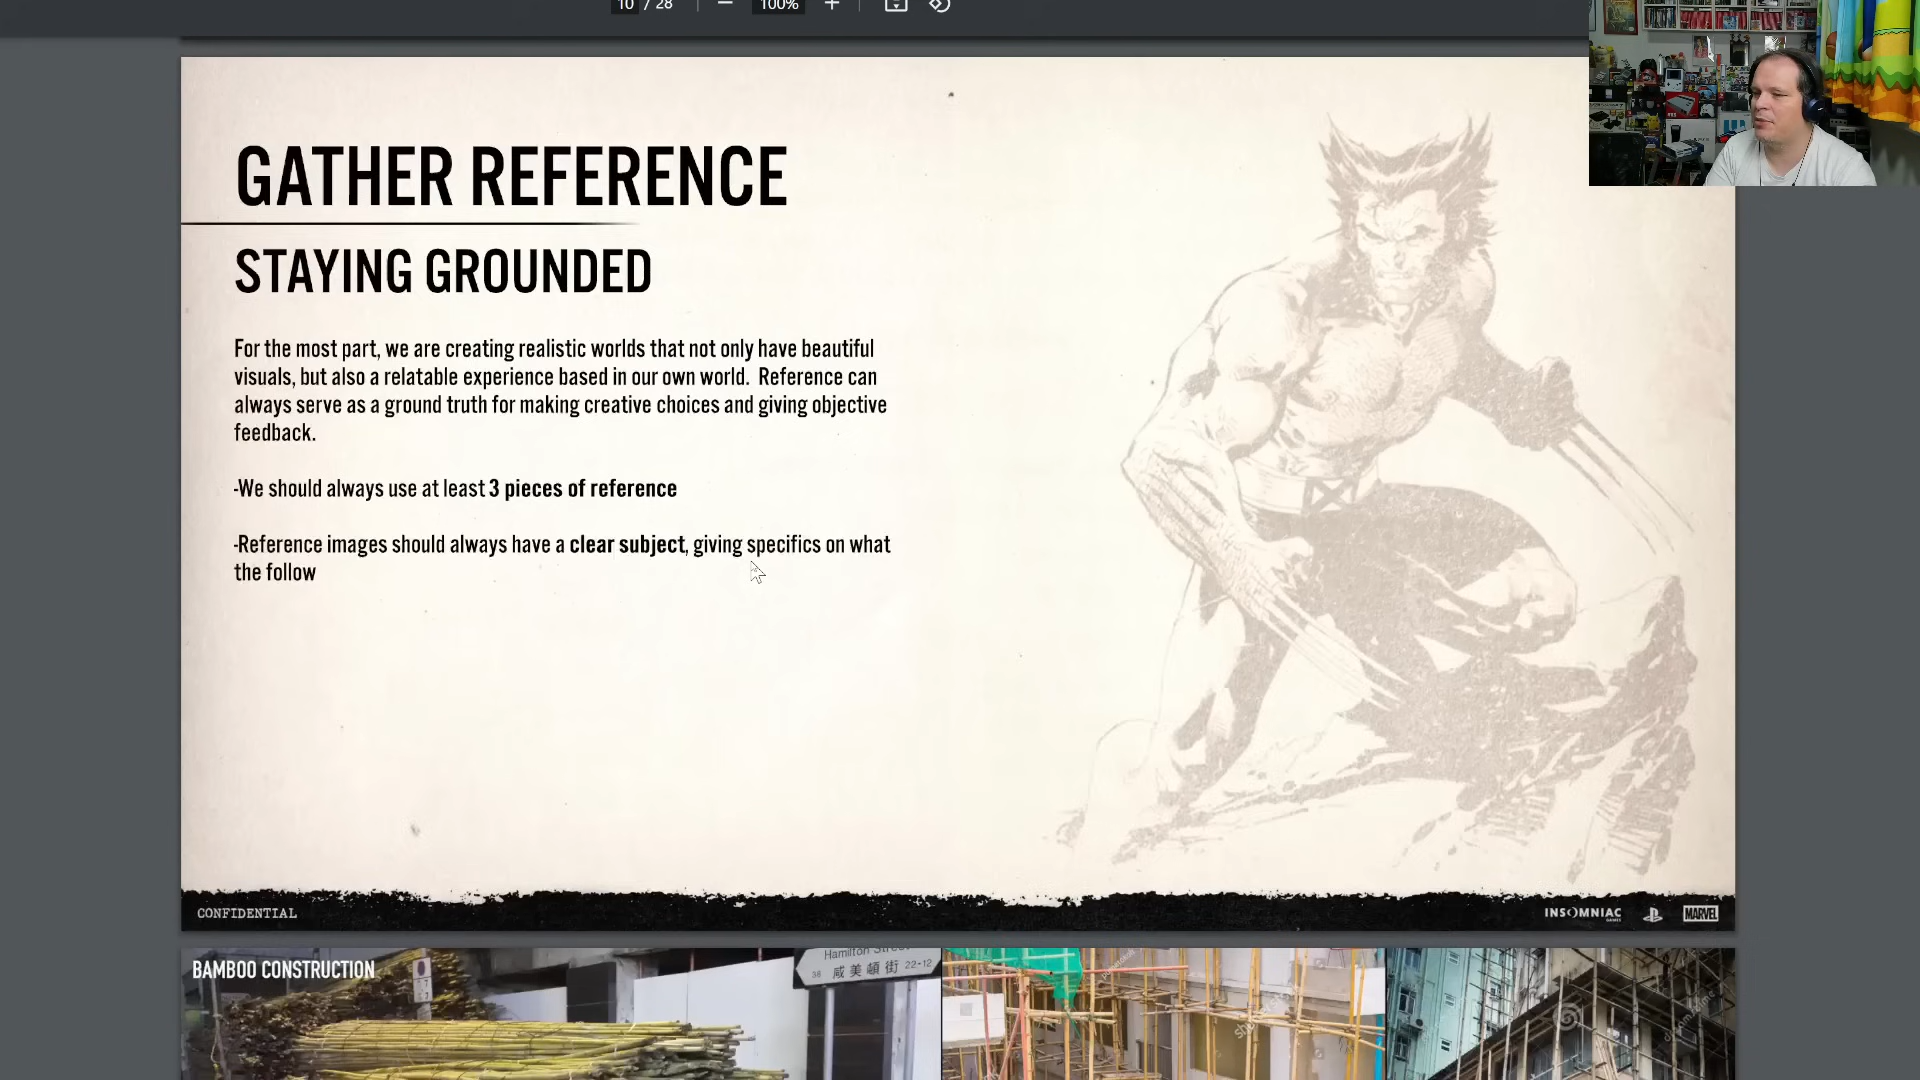 10 / 28
100%
GATHER REFERENCE
STAYING GROUNDED
For the most part, we are creating realistic worlds that not only have beautiful
visuals, but also a relatable experience based in our own world.  Reference can
always serve as a ground truth for making creative choices and giving objective
feedback.
-We should always use at least 3 pieces of reference
-Reference images should always have a clear subject, giving specifics on what
the follow
CONFIDENTIAL
INSOMNIAC
GAMES
MARVEL
BAMBOO CONSTRUCTION
Hamilton Street
38 咸美頓街 22-12